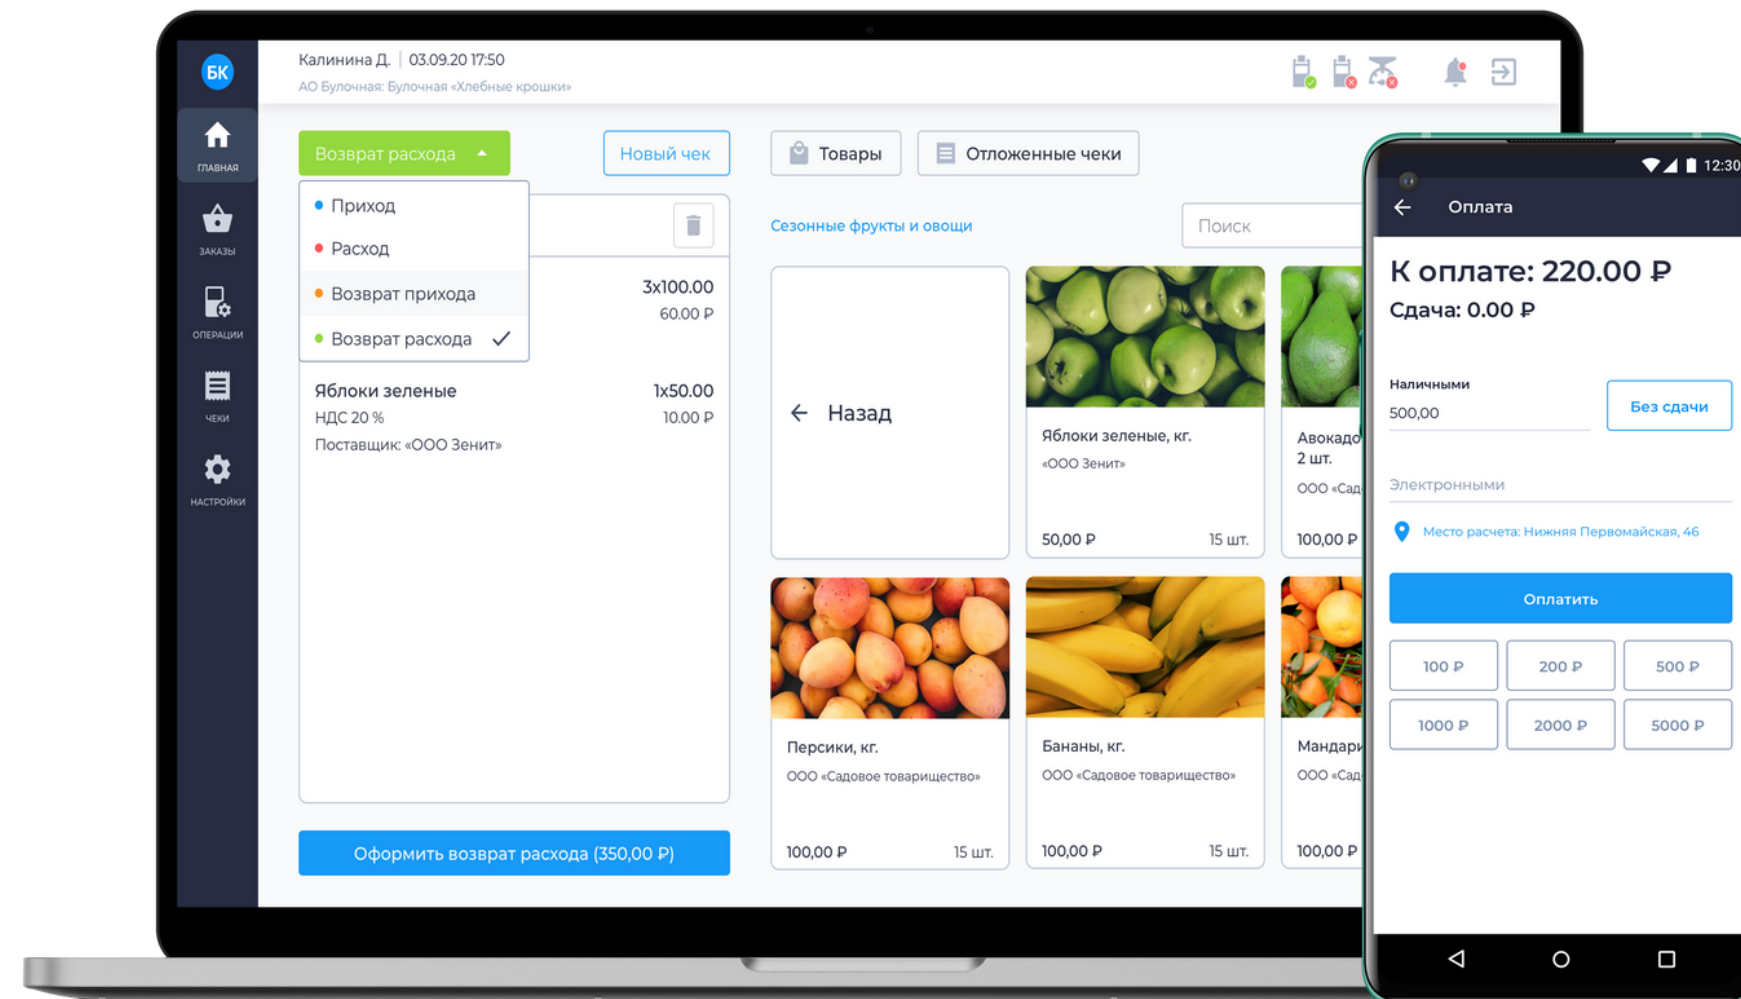 БК
Калинина Д. | 03.09.20 17:50
АО Булочная: Булочная «Хлебные крошки»
ГЛАВНАЯ
ЗАКАЗЫ
ОПЕРАЦИИ
ЧЕКИ
НАСТРОЙКИ
Возврат расхода
Новый чек
Приход
Расход
Возврат прихода
Возврат расхода
3x100.00
60.00 ₽
Яблоки зеленые 1x50.00
НДС 20 % 10.00 ₽
Поставщик: «ООО Зенит»
Оформить возврат расхода (350,00 ₽)
Товары
Отложенные чеки
Сезонные фрукты и овощи
Поиск
Назад
Яблоки зеленые, кг.
«ООО Зенит»
50,00 ₽ 15 шт.
Авокадо
2 шт.
ООО «Сад
100,00 ₽
Персики, кг.
ООО «Садовое товарищество»
100,00 ₽ 15 шт.
Бананы, кг.
ООО «Садовое товарищество»
100,00 ₽ 15 шт.
Мандари
ООО «Сад
100,00 ₽
12:30
Оплата
К оплате: 220.00 ₽
Сдача: 0.00 ₽
Наличными
500,00
Без сдачи
Электронными
Место расчета: Нижняя Первомайская, 46
Оплатить
100 ₽ 200 ₽ 500 ₽
1000 ₽ 2000 ₽ 5000 ₽